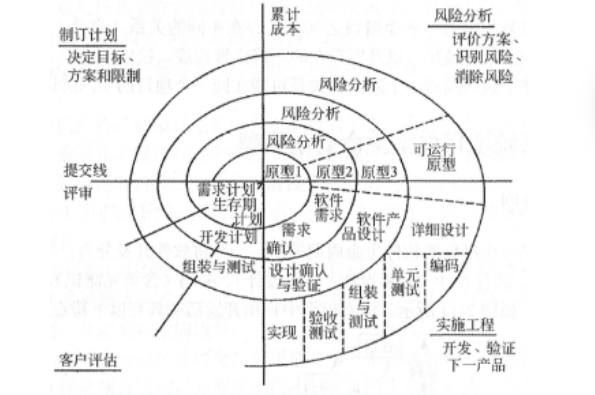 累计
成本
制订计划
决定目标、
方案和限制
风险分析
评价方案、
识别风险、
消除风险
风险分析
风险分析
风险分析
可运行
原型
提交线
评审
原型1
原型2
原型3
需求计划
生存期
计划
软件
需求
开发计划
需求
确认
软件产
品设计
详细设计
组装与测试
设计确认
与验证
单元
测试
编码
实现
验收
测试
组装
与
测试
客户评估
实施工程
开发、验证
下一产品